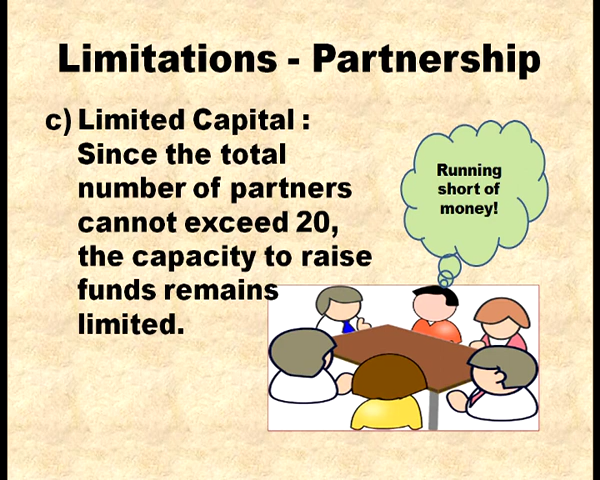 Limitations - Partnership
c) Limited Capital :
Since the total
number of partners
cannot exceed 20,
the capacity to raise
funds remains
limited.
Running
short of
money!